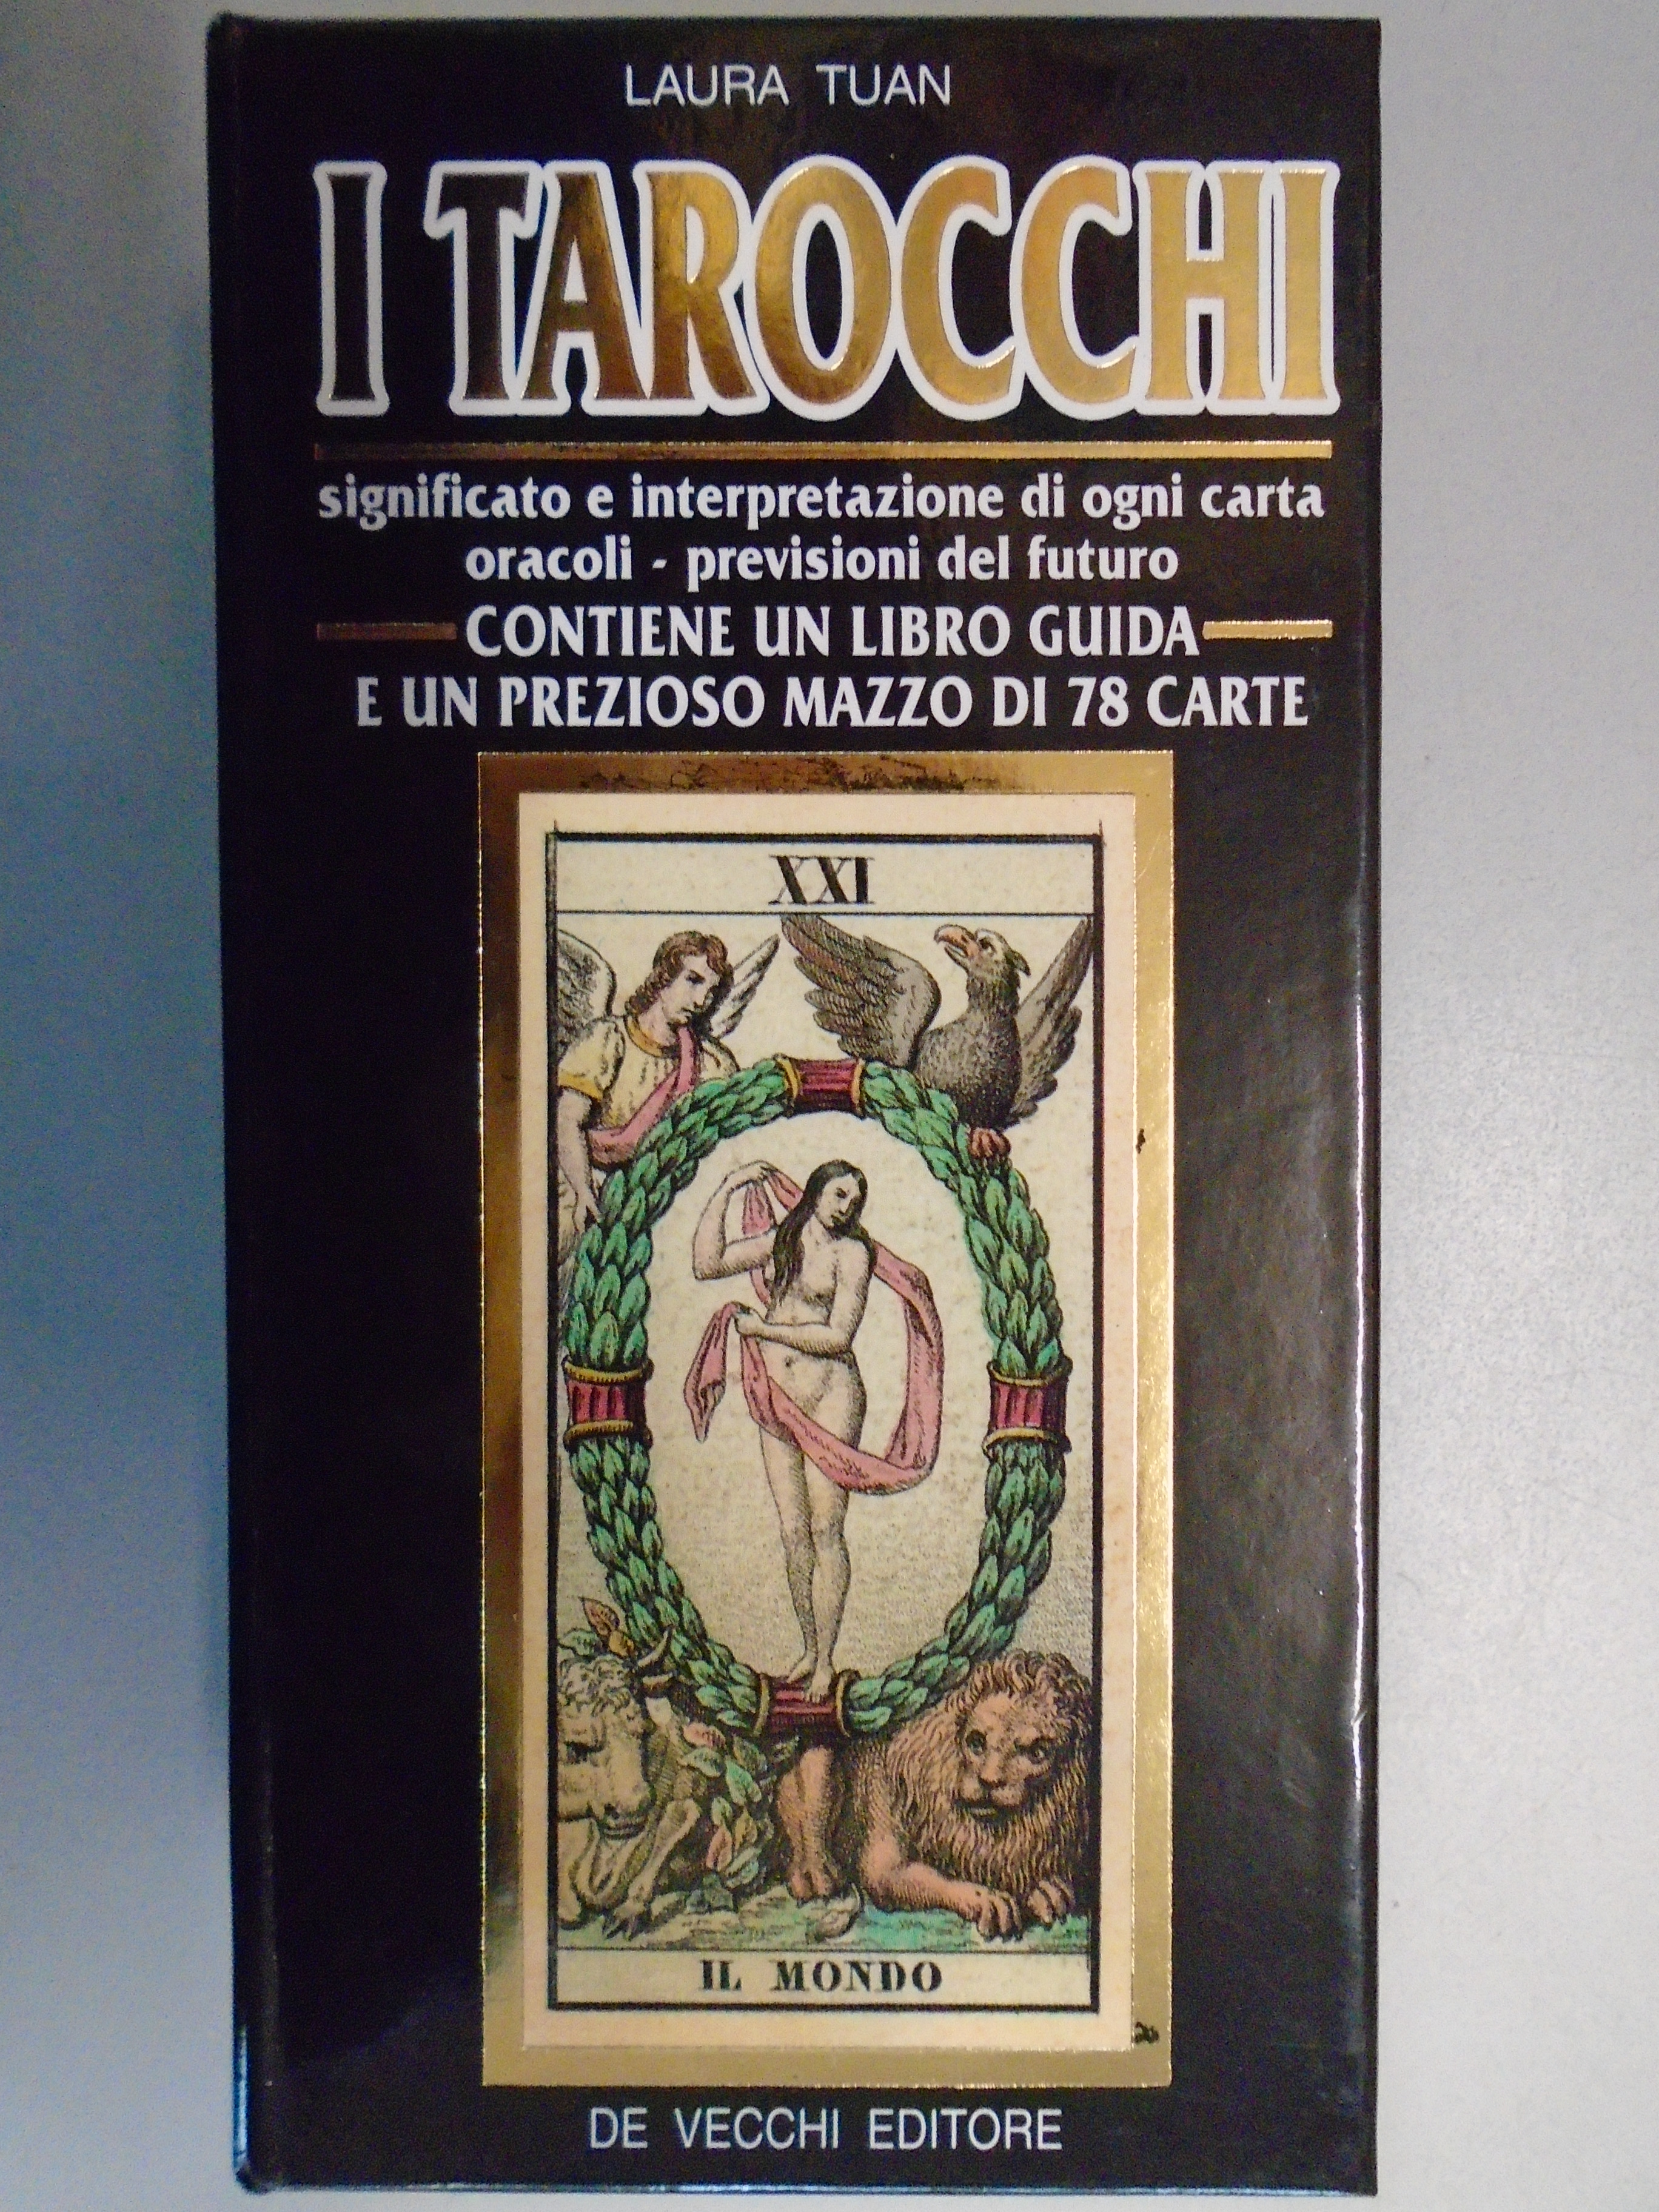 LAURA TUAN
I TAROCCHI
significato e interpretazione di ogni carta
oracoli - previsioni del futuro
CONTIENE UN LIBRO GUIDA
E UN PREZIOSO MAZZO DI 78 CARTE
XXI
IL MONDO
DE VECCHI EDITORE